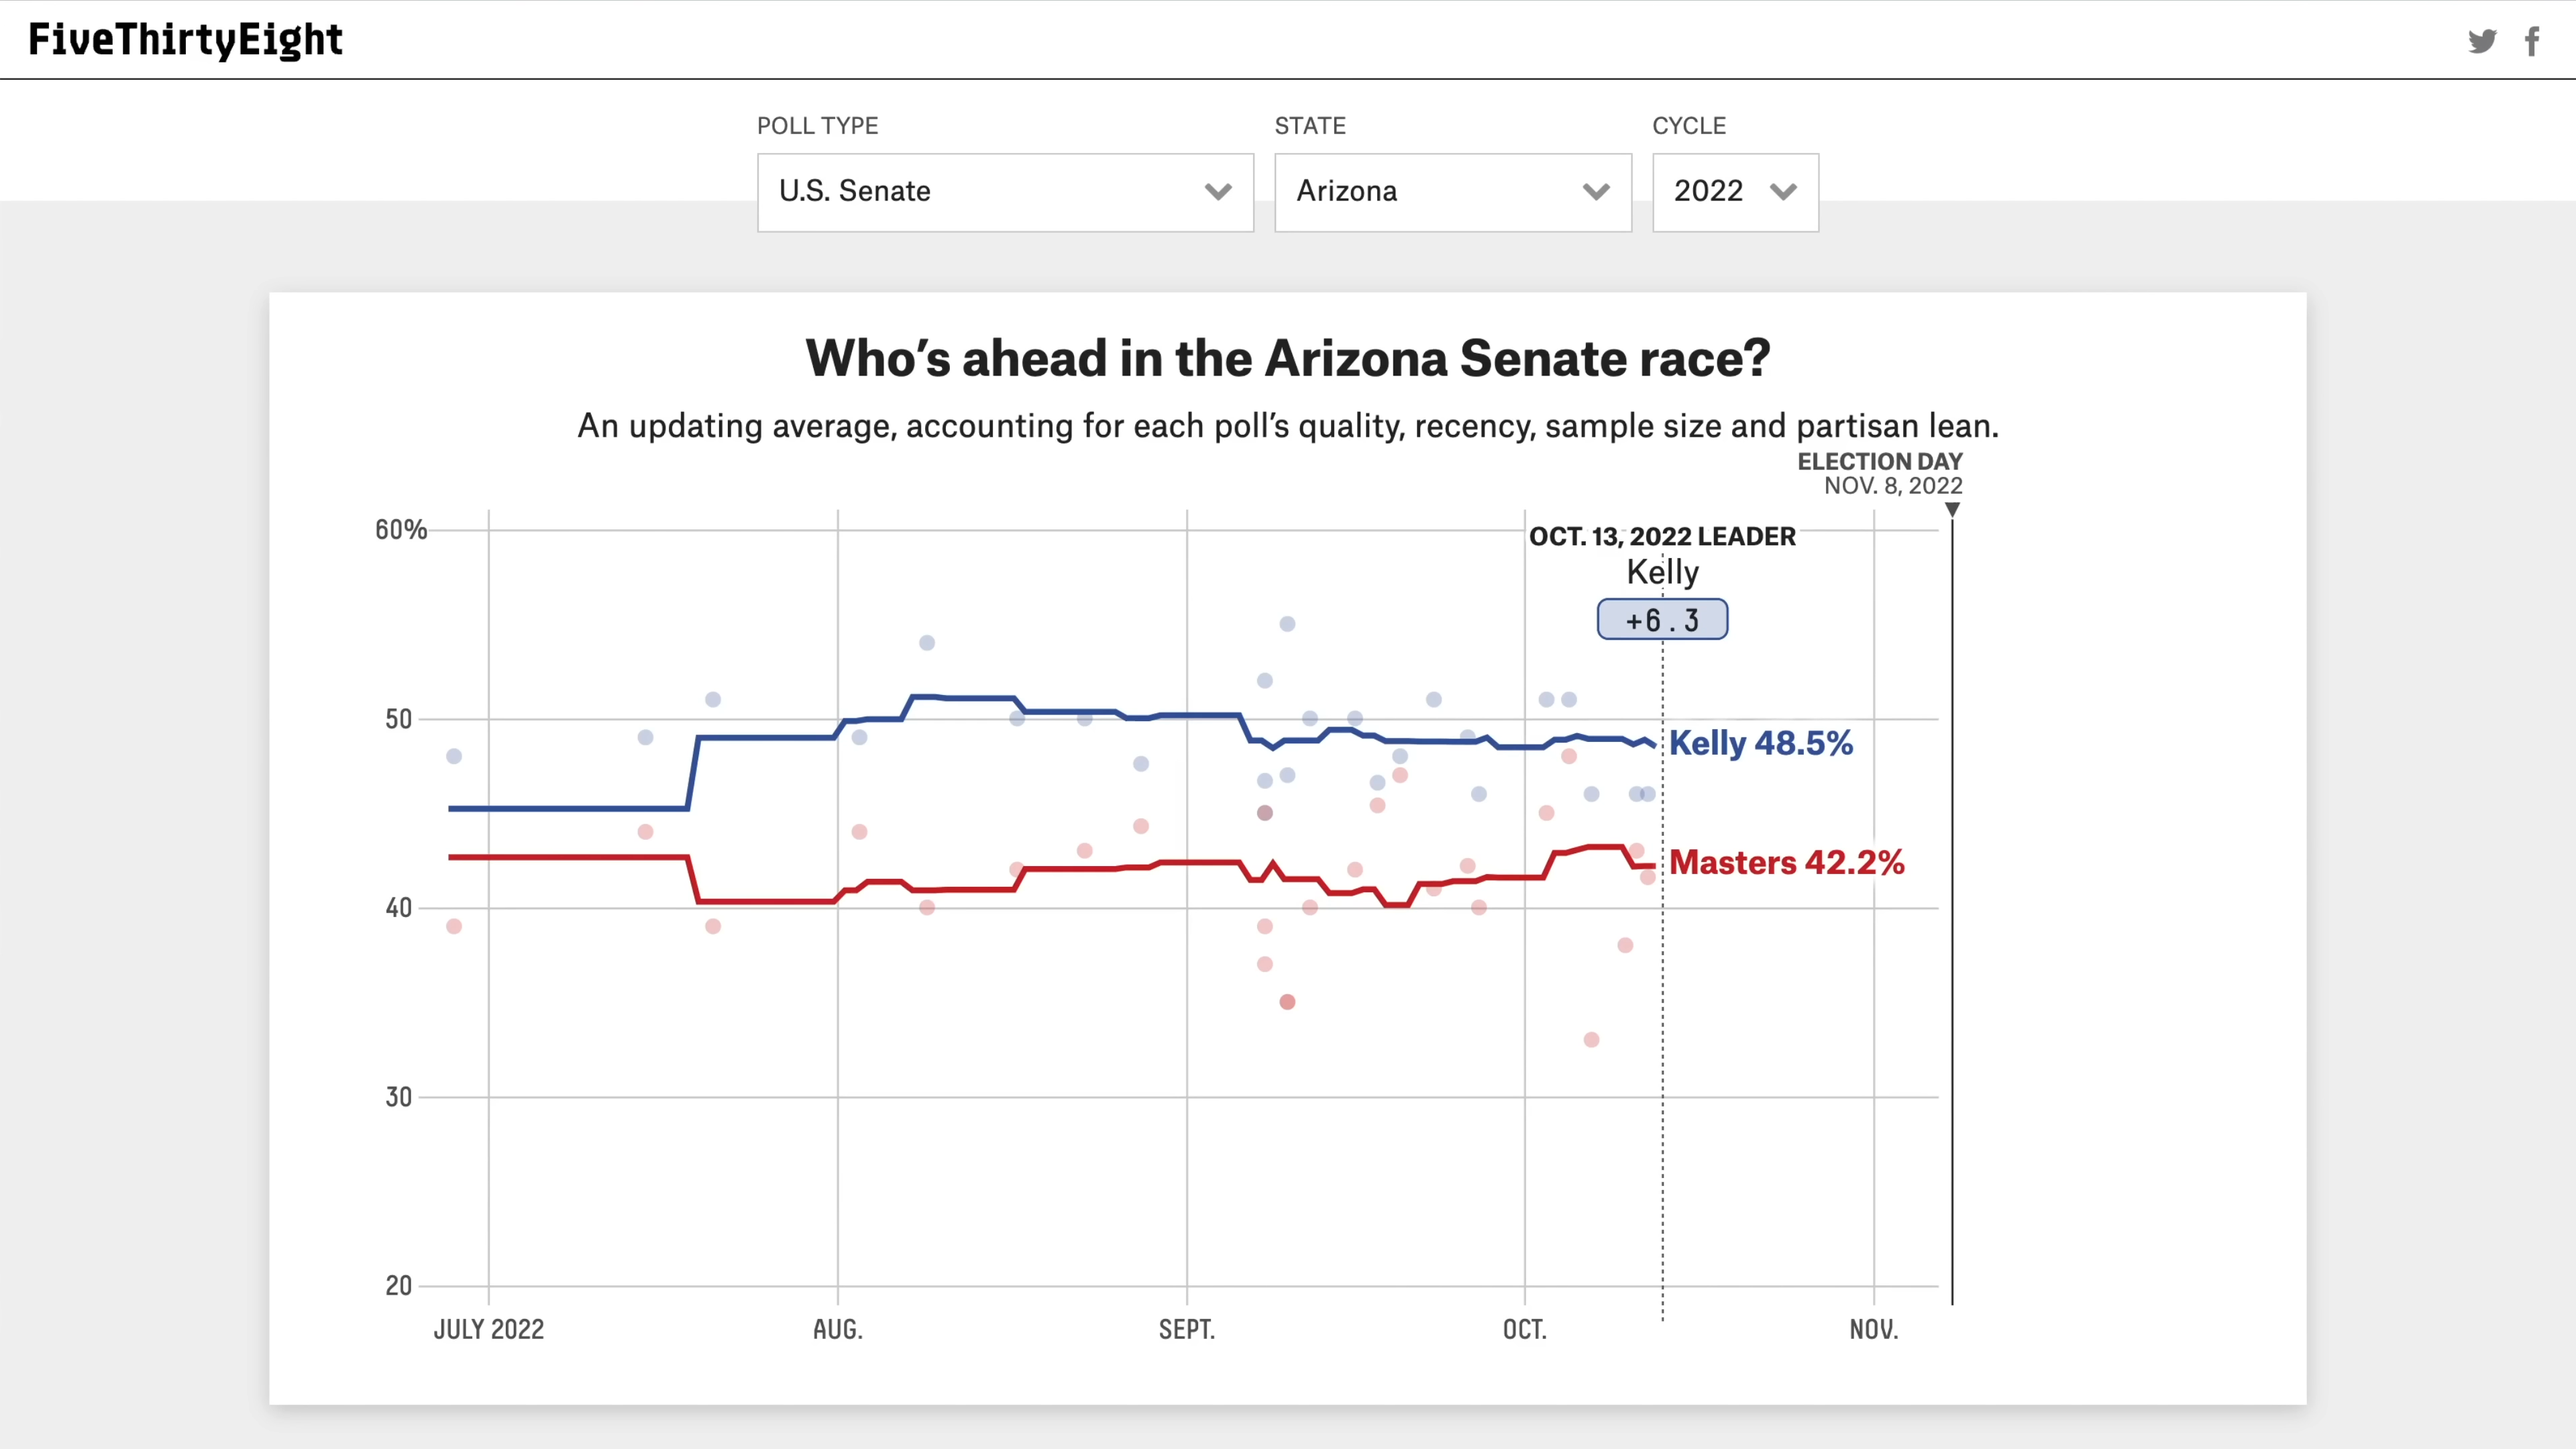 FiveThirtyEight
POLL TYPE
STATE
CYCLE
U.S. Senate
Arizona
2022
Who's ahead in the Arizona Senate race?
An updating average, accounting for each poll's quality, recency, sample size and partisan lean.
ELECTION DAY
NOV. 8, 2022
60%
OCT. 13, 2022 LEADER
Kelly
+6.3
50
Kelly 48.5%
Masters 42.2%
40
30
20
JULY 2022
AUG.
SEPT.
OCT.
NOV.